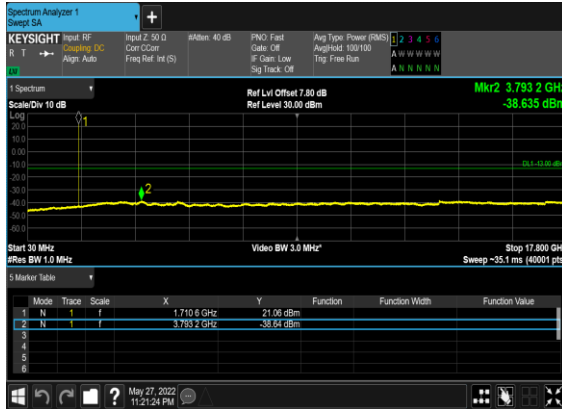 Spectrum Analyzer 1
Swept SA
+
KEYSIGHT
R T
LU
Input: RF
Coupling: DC
Align: Auto
Input Z: 50 Ω
Corr CCorr
Freq Ref: Int (S)
#Atten: 40 dB
PNO: Fast
Gate: Off
IF Gain: Low
Sig Track: Off
Avg Type: Power (RMS)
Avg|Hold: 100/100
Trig: Free Run
1 2 3 4 5 6
A W W W W W
A N N N N N
1 Spectrum
Scale/Div 10 dB
Ref Lvl Offset 7.80 dB
Ref Level 30.00 dBm
Mkr2 3.793 2 GHz
-38.635 dBm
Log
20.0
10.0
0.00
-10.0
-20.0
-30.0
-40.0
-50.0
-60.0
1
2
DL1 -13.00 dB
Start 30 MHz
#Res BW 1.0 MHz
Video BW 3.0 MHz*
Stop 17.800 GH
Sweep ~35.1 ms (40001 pts
5 Marker Table
Mode Trace Scale X Y Function Function Width Function Value
1 N 1 f 1.710 6 GHz 21.06 dBm
2 N 1 f 3.793 2 GHz -38.64 dBm
3
4
5
6
?
May 27, 2022
11:21:24 PM